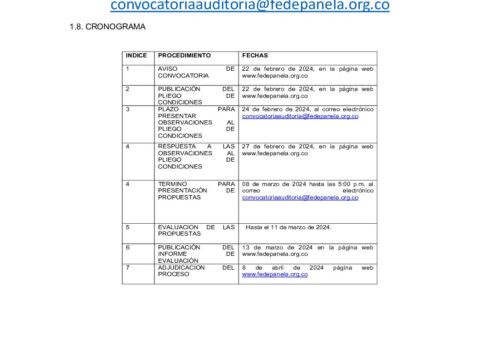 convocatoriaauditoria@fedepanela.org.co
1.8. CRONOGRAMA
INDICE PROCEDIMIENTO FECHAS
1 AVISO DE 22 de febrero de 2024, en la página web
CONVOCATORIA www.fedepanela.org.co
2 PUBLICACIÓN DEL 22 de febrero de 2024, en la página web
PLIEGO DE www.fedepanela.org.co
CONDICIONES
3 PLAZO PARA 24 de febrero de 2024, al correo electrónico
PRESENTAR convocatoriaauditoria@fedepanela.org.co
OBSERVACIONES AL
PLIEGO DE
CONDICIONES
4 RESPUESTA A LAS 27 de febrero de 2024, en la página web
OBSERVACIONES AL www.fedepanela.org.co
PLIEGO DE
CONDICIONES
4 TERMINO PARA 08 de marzo de 2024 hasta las 5:00 p.m. al
PRESENTACIÓN DE correo electrónico
PROPUESTAS convocatoriaauditoria@fedepanela.org.co
5 EVALUACION DE LAS Hasta el 11 de marzo de 2024.
PROPUESTAS
6 PUBLICACIÓN DEL 13 de marzo de 2024 en la página web
INFORME DE www.fedepanela.org.co
EVALUACIÓN
7 ADJUDICACIÓN DEL 8 de abril de 2024 página web
PROCESO www.fedepanela.org.co